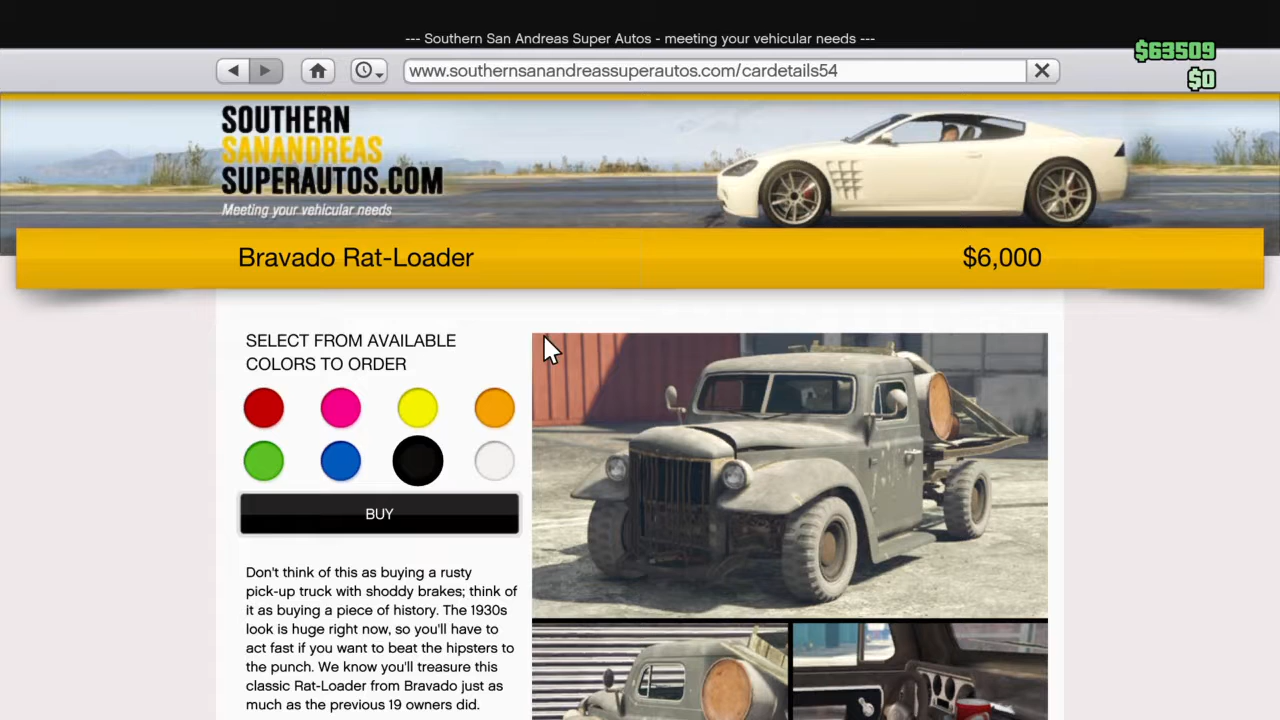 --- Southern San Andreas Super Autos - meeting your vehicular needs ---
$63509
$0
www.southernsanandreassuperautos.com/cardetails54
SOUTHERN
SANANDREAS
SUPERAUTOS.COM
Meeting your vehicular needs
Bravado Rat-Loader
$6,000
SELECT FROM AVAILABLE
COLORS TO ORDER
BUY
Don't think of this as buying a rusty
pick-up truck with shoddy brakes; think of
it as buying a piece of history. The 1930s
look is huge right now, so you'll have to
act fast if you want to beat the hipsters to
the punch. We know you'll treasure this
classic Rat-Loader from Bravado just as
much as the previous 19 owners did.